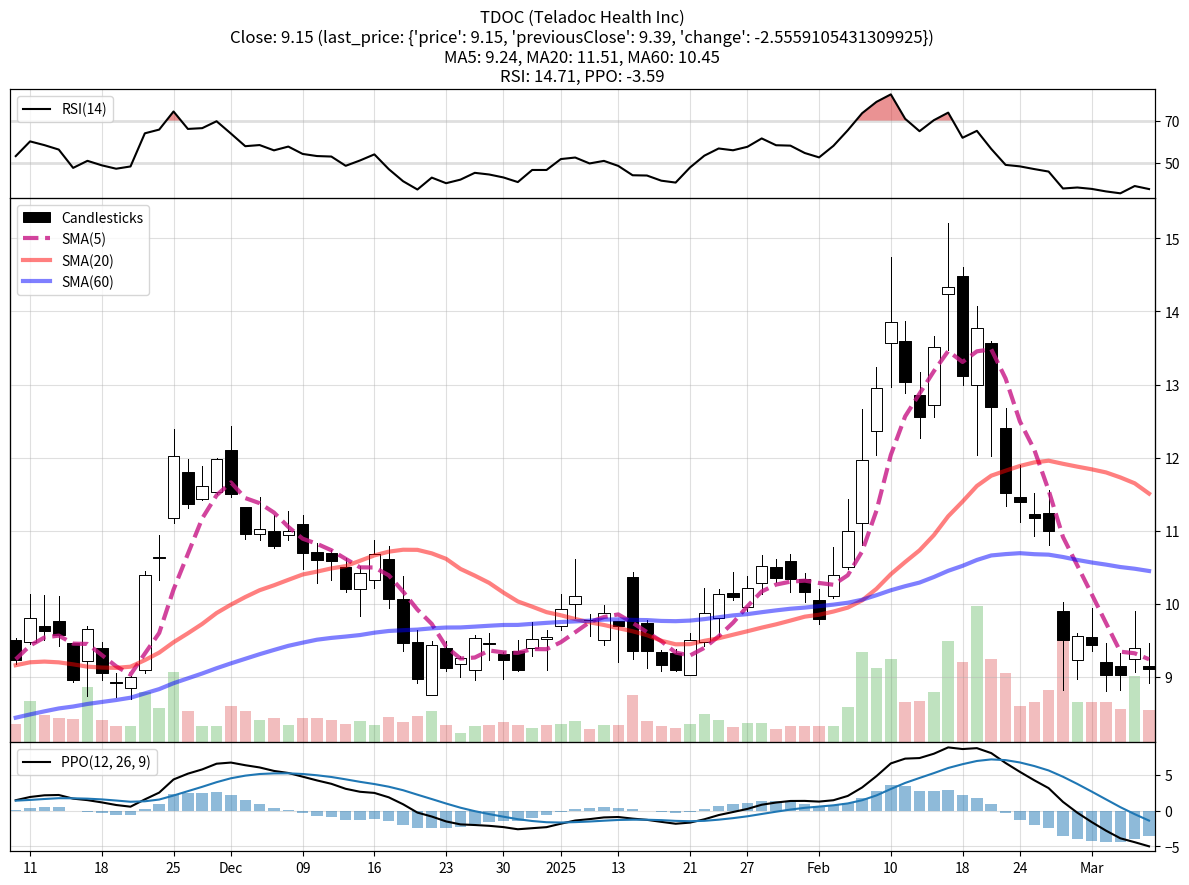 TDOC (Teladoc Health Inc)
Close: 9.15 (last_price: {'price': 9.15, 'previousClose': 9.39, 'change': -2.5559105431309925})
MA5: 9.24, MA20: 11.51, MA60: 10.45
RSI: 14.71, PPO: -3.59
RSI(14)
70
50
Candlesticks
SMA(5)
SMA(20)
SMA(60)
15
14
13
12
11
10
9
PPO(12, 26, 9)
5
0
−5
11 18 25 Dec 09 16 23 30 2025 13 21 27 Feb 10 18 24 Mar